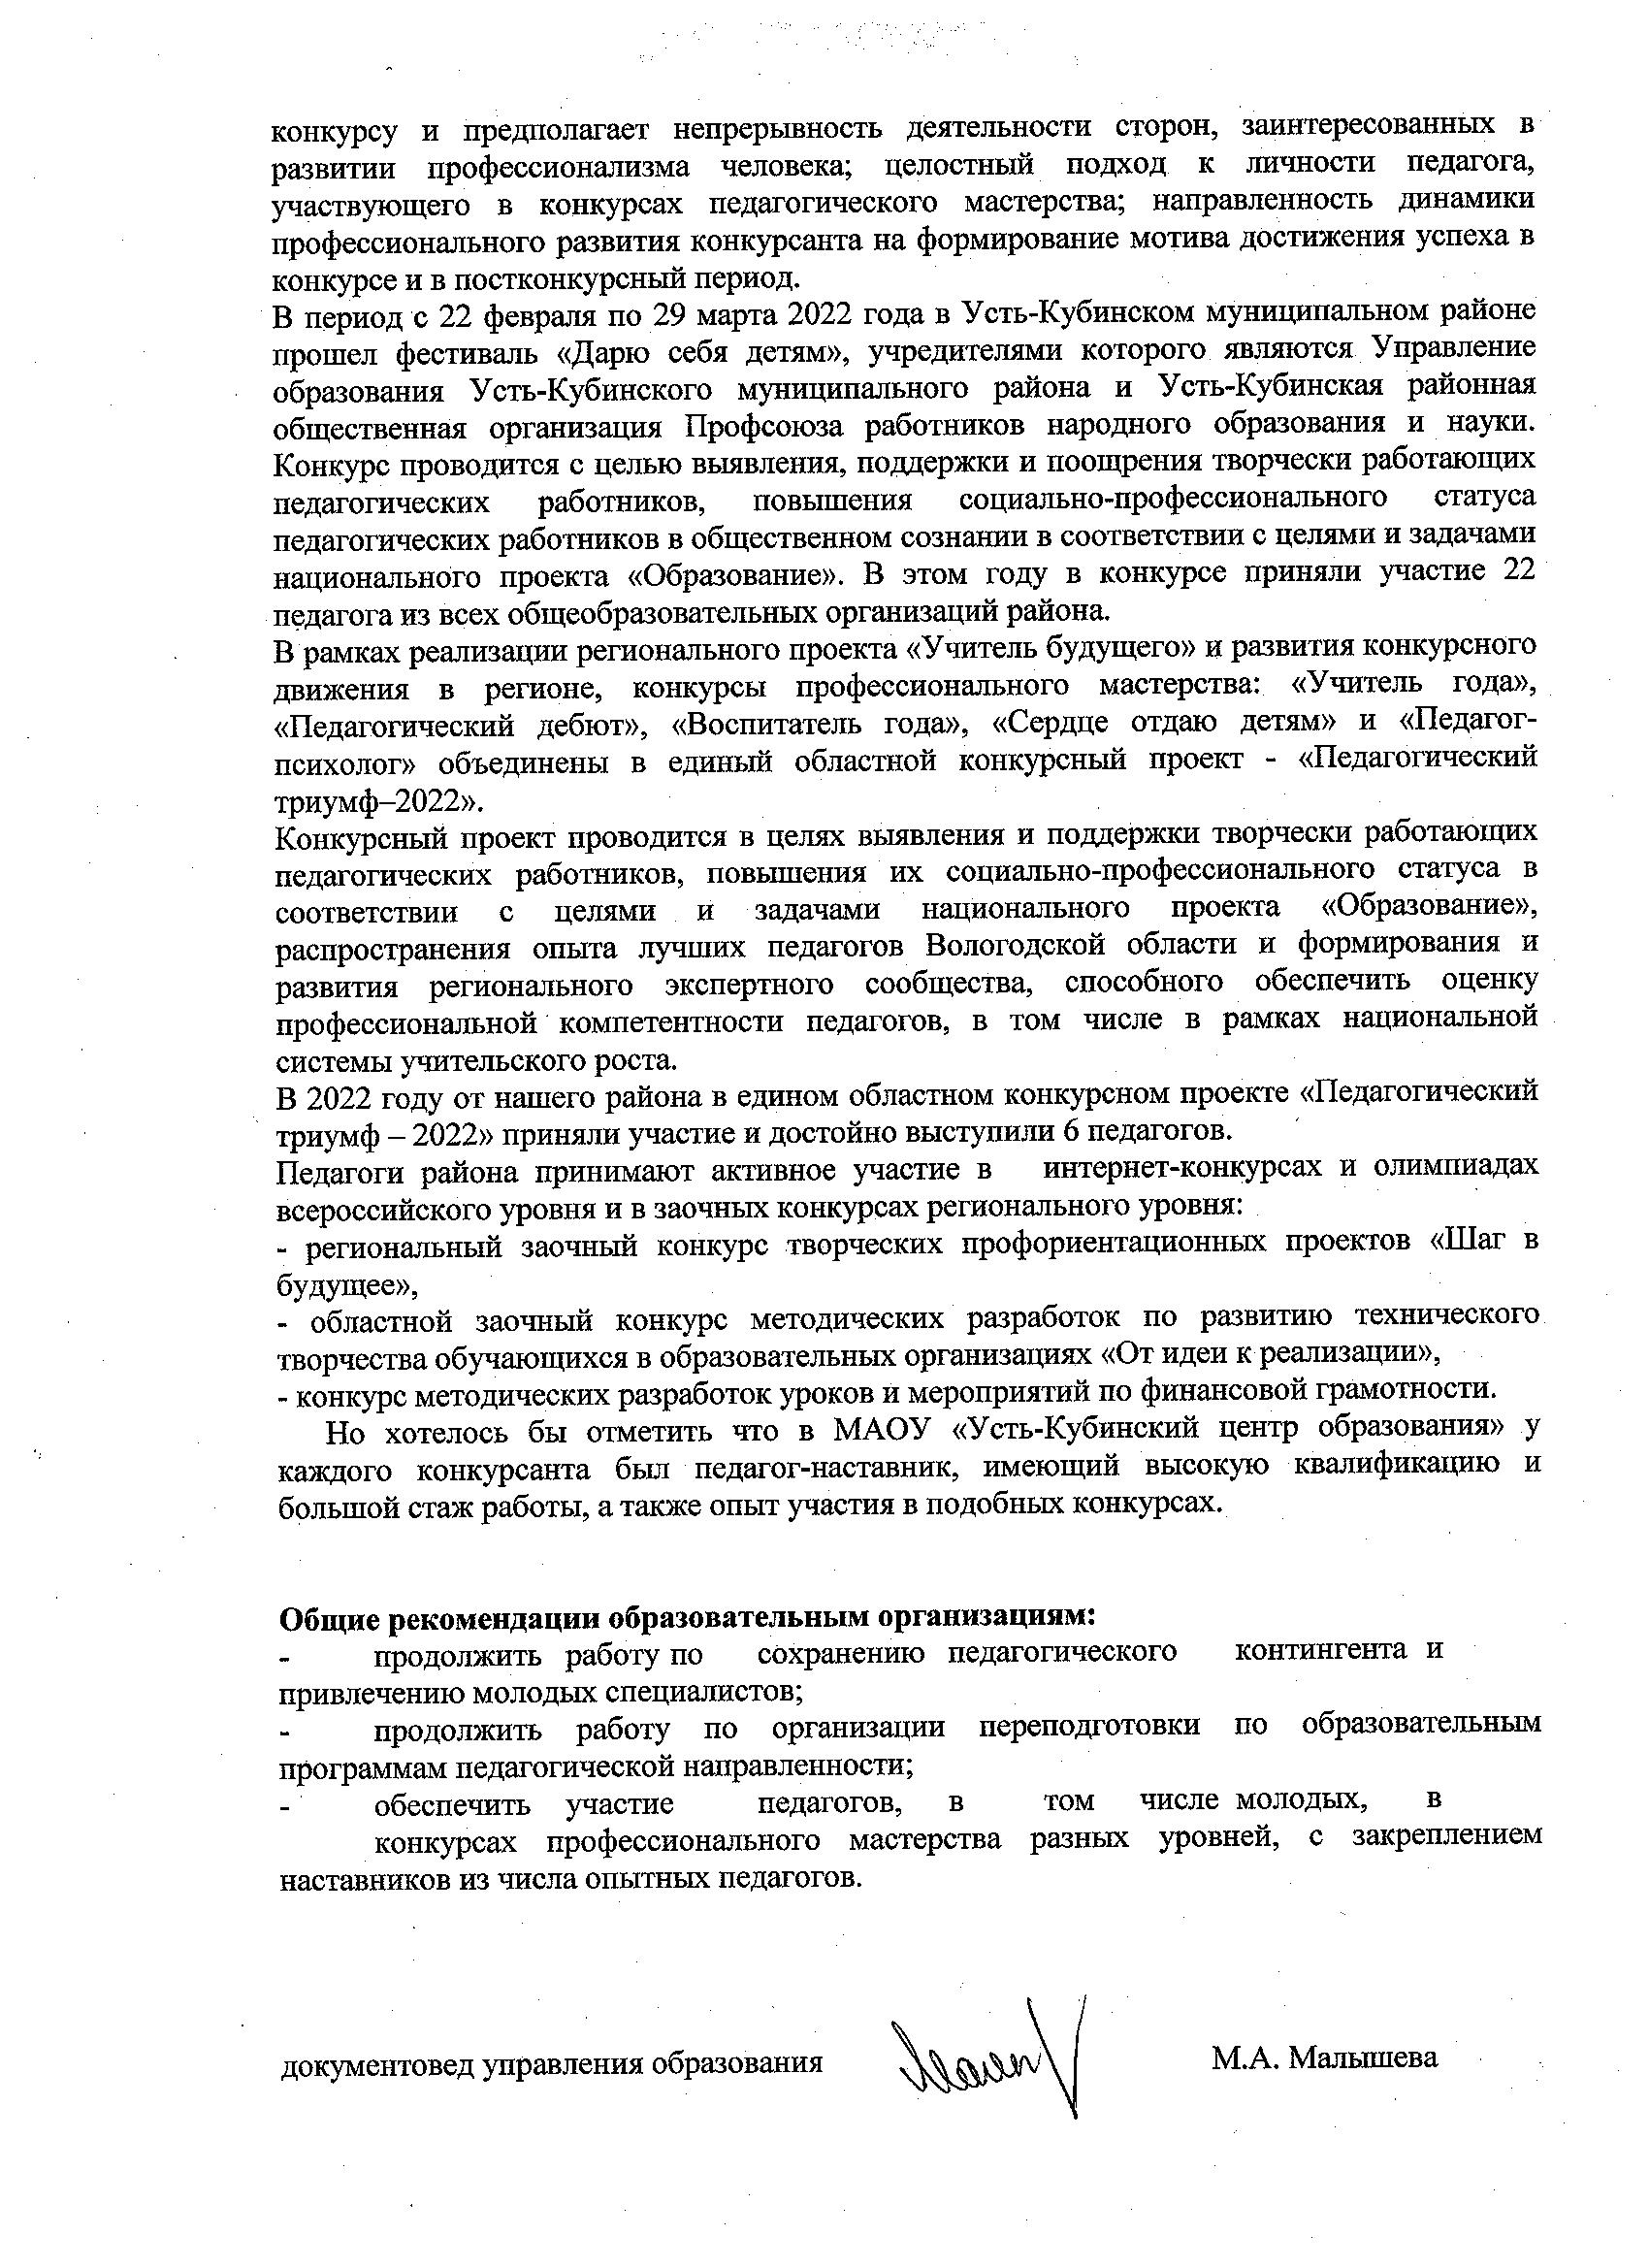 конкурсу и предполагает непрерывность деятельности сторон, заинтересованных в
развитии профессионализма человека; целостный подход к личности педагога,
участвующего в конкурсах педагогического мастерства; направленность динамики
профессионального развития конкурсанта на формирование мотива достижения успеха в
конкурсе и в постконкурсный период.
В период с 22 февраля по 29 марта 2022 года в Усть-Кубинском муниципальном районе
прошел фестиваль «Дарю себя детям», учредителями которого являются Управление
образования Усть-Кубинского муниципального района и Усть-Кубинская районная
общественная организация Профсоюза работников народного образования и науки.
Конкурс проводится с целью выявления, поддержки и поощрения творчески работающих
педагогических работников, повышения социально-профессионального статуса
педагогических работников в общественном сознании в соответствии с целями и задачами
национального проекта «Образование». В этом году в конкурсе приняли участие 22
педагога из всех общеобразовательных организаций района.
В рамках реализации регионального проекта «Учитель будущего» и развития конкурсного
движения в регионе, конкурсы профессионального мастерства: «Учитель года»,
«Педагогический дебют», «Воспитатель года», «Сердце отдаю детям» и «Педагог-
психолог» объединены в единый областной конкурсный проект - «Педагогический
триумф–2022».
Конкурсный проект проводится в целях выявления и поддержки творчески работающих
педагогических работников, повышения их социально-профессионального статуса в
соответствии с целями и задачами национального проекта «Образование»,
распространения опыта лучших педагогов Вологодской области и формирования и
развития регионального экспертного сообщества, способного обеспечить оценку
профессиональной компетентности педагогов, в том числе в рамках национальной
системы учительского роста.
В 2022 году от нашего района в едином областном конкурсном проекте «Педагогический
триумф – 2022» приняли участие и достойно выступили 6 педагогов.
Педагоги района принимают активное участие в интернет-конкурсах и олимпиадах
всероссийского уровня и в заочных конкурсах регионального уровня:
- региональный заочный конкурс творческих профориентационных проектов «Шаг в
будущее»,
- областной заочный конкурс методических разработок по развитию технического
творчества обучающихся в образовательных организациях «От идеи к реализации»,
- конкурс методических разработок уроков и мероприятий по финансовой грамотности.
Но хотелось бы отметить что в МАОУ «Усть-Кубинский центр образования» у
каждого конкурсанта был педагог-наставник, имеющий высокую квалификацию и
большой стаж работы, а также опыт участия в подобных конкурсах.
Общие рекомендации образовательным организациям:
- продолжить работу по сохранению педагогического контингента и
привлечению молодых специалистов;
- продолжить работу по организации переподготовки по образовательным
программам педагогической направленности;
- обеспечить участие педагогов, в том числе молодых, в
конкурсах профессионального мастерства разных уровней, с закреплением
наставников из числа опытных педагогов.
документовед управления образования М.А. Малышева